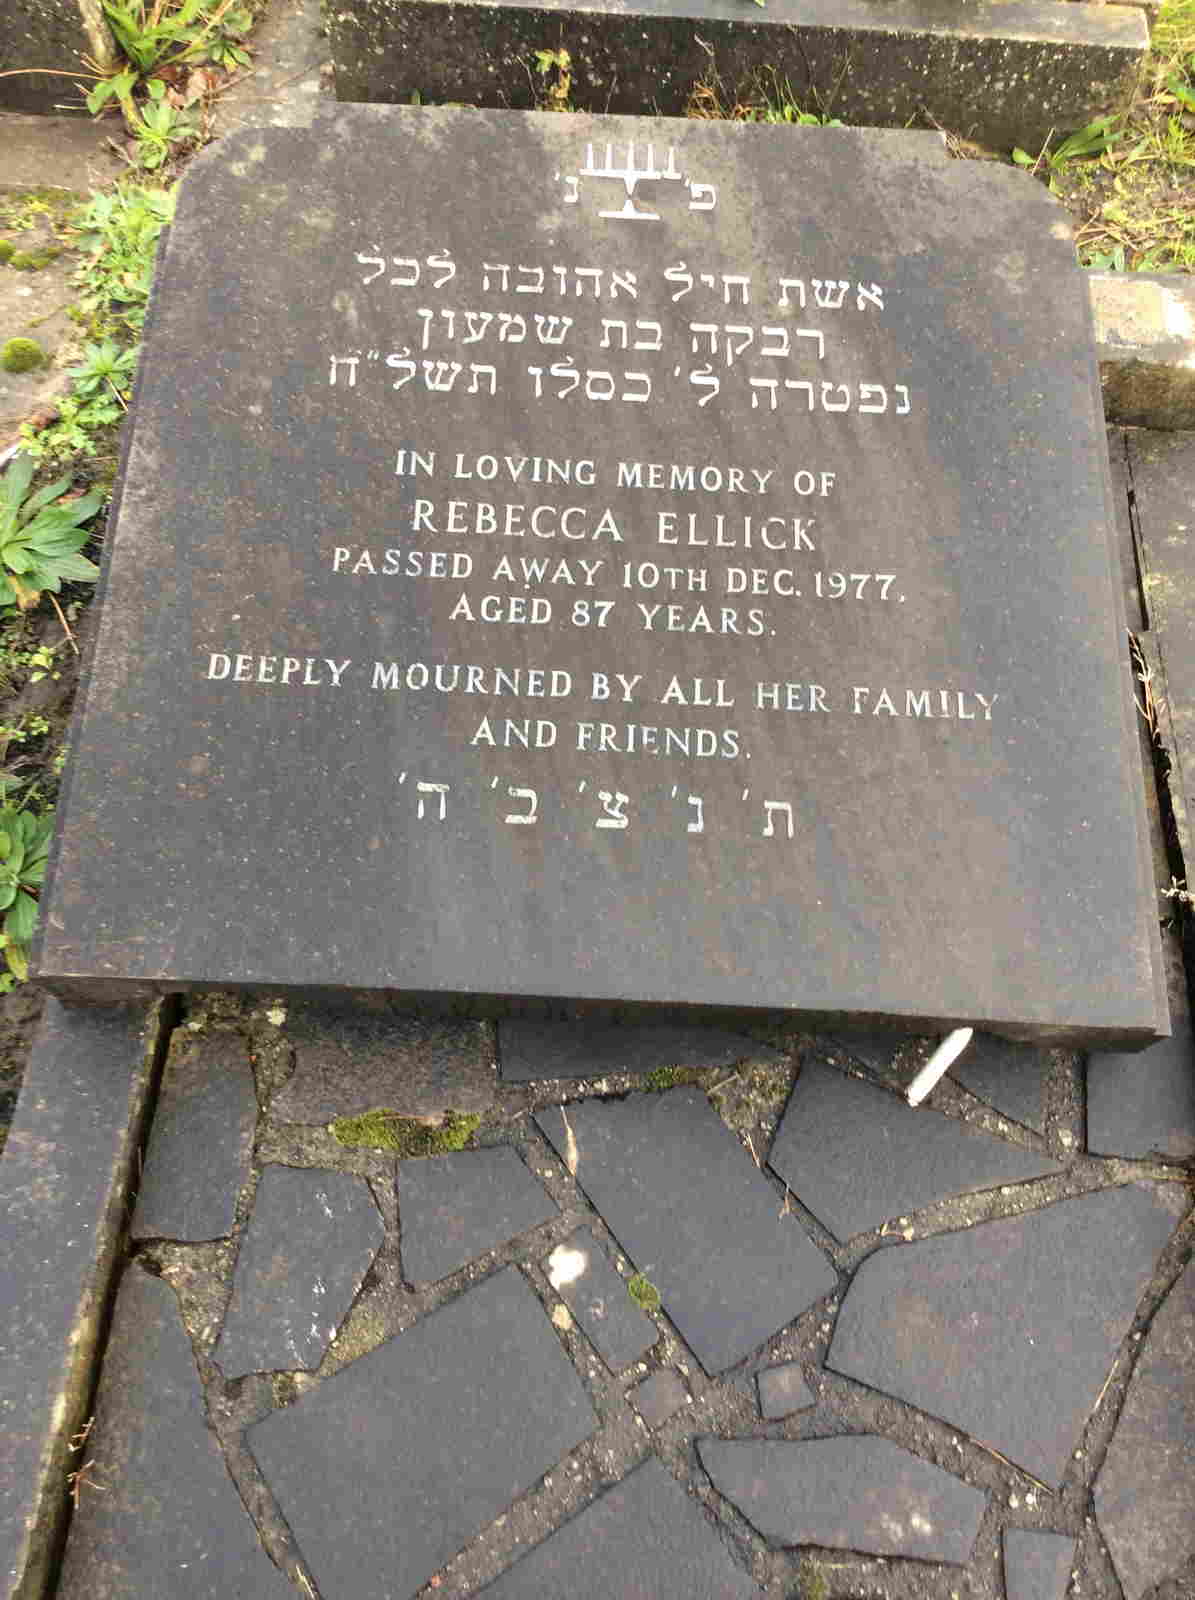 פ' נ'
אשת חיל אהובה לכל
רבקה בת שמעון
נפטרה ל' כסלו תשל"ח
IN LOVING MEMORY OF
REBECCA ELLICK
PASSED AWAY 10TH DEC. 1977,
AGED 87 YEARS.
DEEPLY MOURNED BY ALL HER FAMILY
AND FRIENDS.
ת' נ' צ' ב' ה'